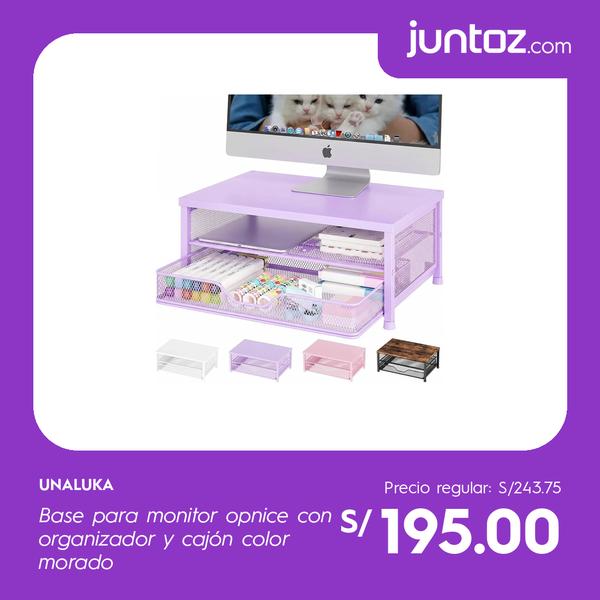 juntoz.com
UNALUKA
Base para monitor opnice con
organizador y cajón color
morado
Precio regular: S/243.75
S/195.00